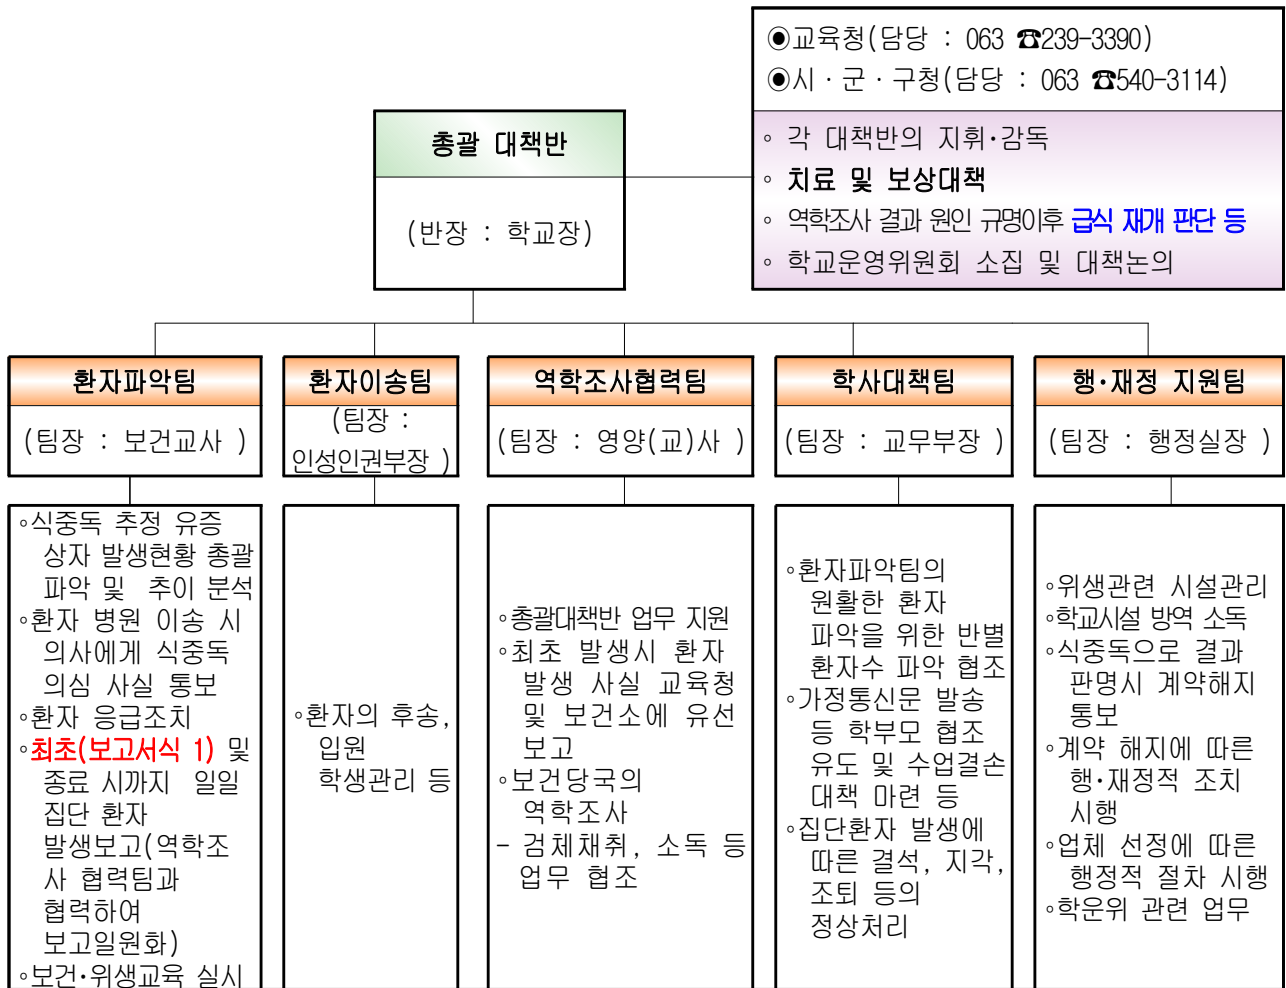 ◉교육청(담당 : 063 ☎239-3390)
◉시·군·구청(담당 : 063 ☎540-3114)
◦ 각 대책반의 지휘·감독
◦ 치료 및 보상대책
◦ 역학조사 결과 원인 규명이후 급식 재개 판단 등
◦ 학교운영위원회 소집 및 대책논의
총괄 대책반
(반장 : 학교장)
환자파악팀
(팀장 : 보건교사 )
◦식중독 추정 유증
상자 발생현황 총괄
파악 및 추이 분석
◦환자 병원 이송 시
의사에게 식중독
의심 사실 통보
◦환자 응급조치
◦최초(보고서식 1) 및
종료 시까지 일일
집단 환자
발생보고(역학조
사 협력팀과
협력하여
보고일원화)
◦보건·위생교육 실시
환자이송팀
(팀장 :
인성인권부장 )
◦환자의 후송,
입원
학생관리 등
역학조사협력팀
(팀장 : 영양(교)사 )
◦총괄대책반 업무 지원
◦최초 발생시 환자
발생 사실 교육청
및 보건소에 유선
보고
◦보건당국의
역학조사
- 검체채취, 소독 등
업무 협조
학사대책팀
(팀장 : 교무부장 )
◦환자파악팀의
원활한 환자
파악을 위한 반별
환자수 파악 협조
◦가정통신문 발송
등 학부모 협조
유도 및 수업결손
대책 마련 등
◦집단환자 발생에
따른 결석, 지각,
조퇴 등의
정상처리
행·재정 지원팀
(팀장 : 행정실장 )
◦위생관련 시설관리
◦학교시설 방역 소독
◦식중독으로 결과
판명시 계약해지
통보
◦계약 해지에 따른
행·재정적 조치
시행
◦업체 선정에 따른
행정적 절차 시행
◦학운위 관련 업무